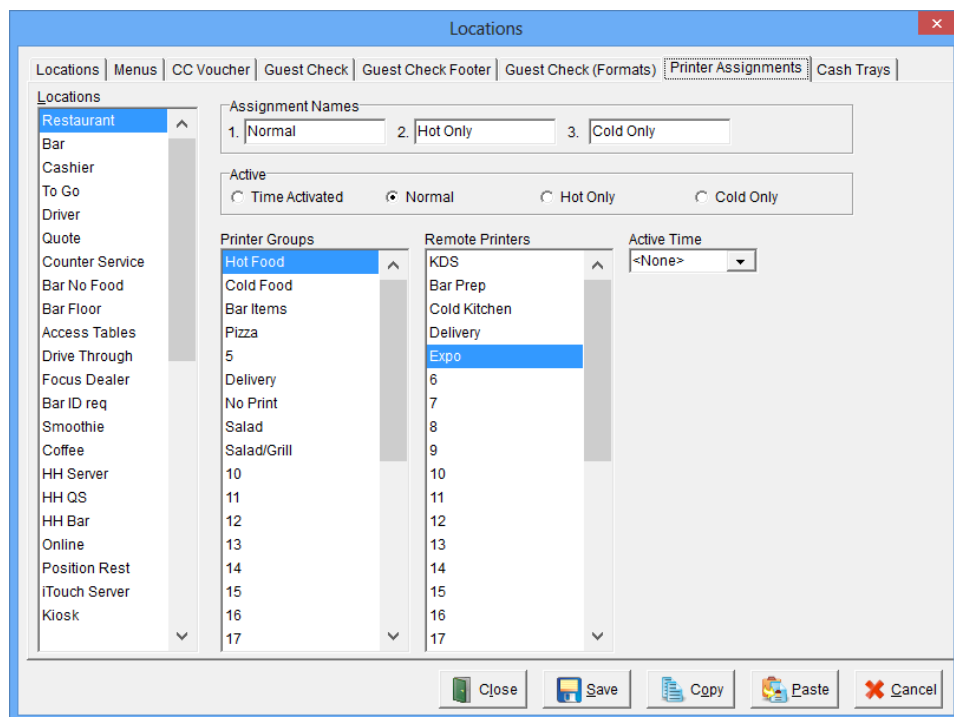 Locations
Locations Menus CC Voucher Guest Check Guest Check Footer Guest Check (Formats) Printer Assignments Cash Trays
Locations
Restaurant
Bar
Cashier
To Go
Driver
Quote
Counter Service
Bar No Food
Bar Floor
Access Tables
Drive Through
Focus Dealer
Bar ID req
Smoothie
Coffee
HH Server
HH QS
HH Bar
Online
Position Rest
iTouch Server
Kiosk
Assignment Names
1. Normal 2. Hot Only 3. Cold Only
Active
Time Activated Normal Hot Only Cold Only
Printer Groups
Hot Food
Cold Food
Bar Items
Pizza
5
Delivery
No Print
Salad
Salad/Grill
10
11
12
13
14
15
16
17
Remote Printers
KDS
Bar Prep
Cold Kitchen
Delivery
Expo
6
7
8
9
10
11
12
13
14
15
16
17
Active Time
<None>
Close Save Copy Paste Cancel